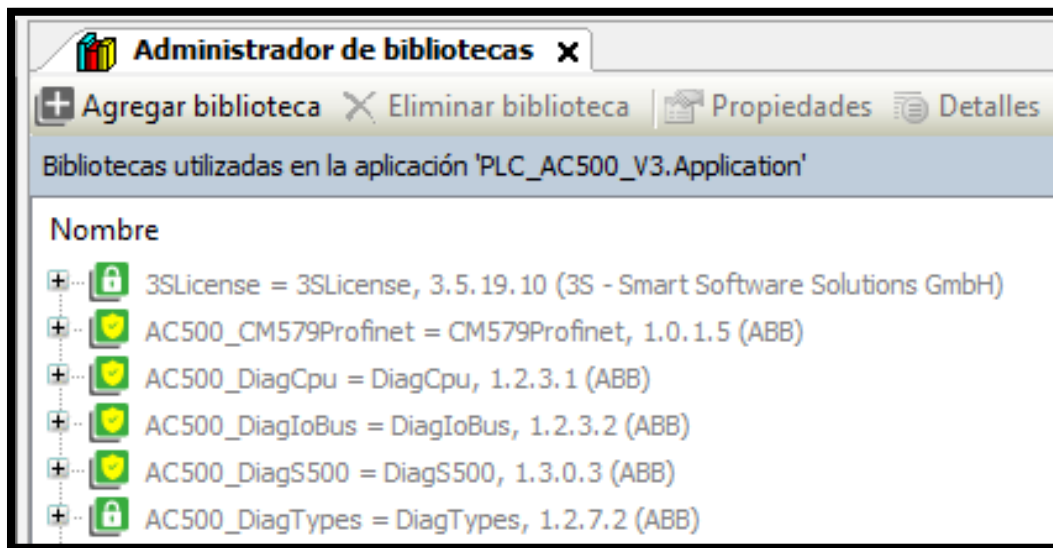 Administrador de bibliotecas x
Agregar biblioteca Eliminar biblioteca Propiedades Detalles
Bibliotecas utilizadas en la aplicación 'PLC_AC500_V3.Application'
Nombre
3SLicense = 3SLicense, 3.5.19.10 (3S - Smart Software Solutions GmbH)
AC500_CM579Profinet = CM579Profinet, 1.0.1.5 (ABB)
AC500_DiagCpu = DiagCpu, 1.2.3.1 (ABB)
AC500_DiagIoBus = DiagIoBus, 1.2.3.2 (ABB)
AC500_DiagS500 = DiagS500, 1.3.0.3 (ABB)
AC500_DiagTypes = DiagTypes, 1.2.7.2 (ABB)